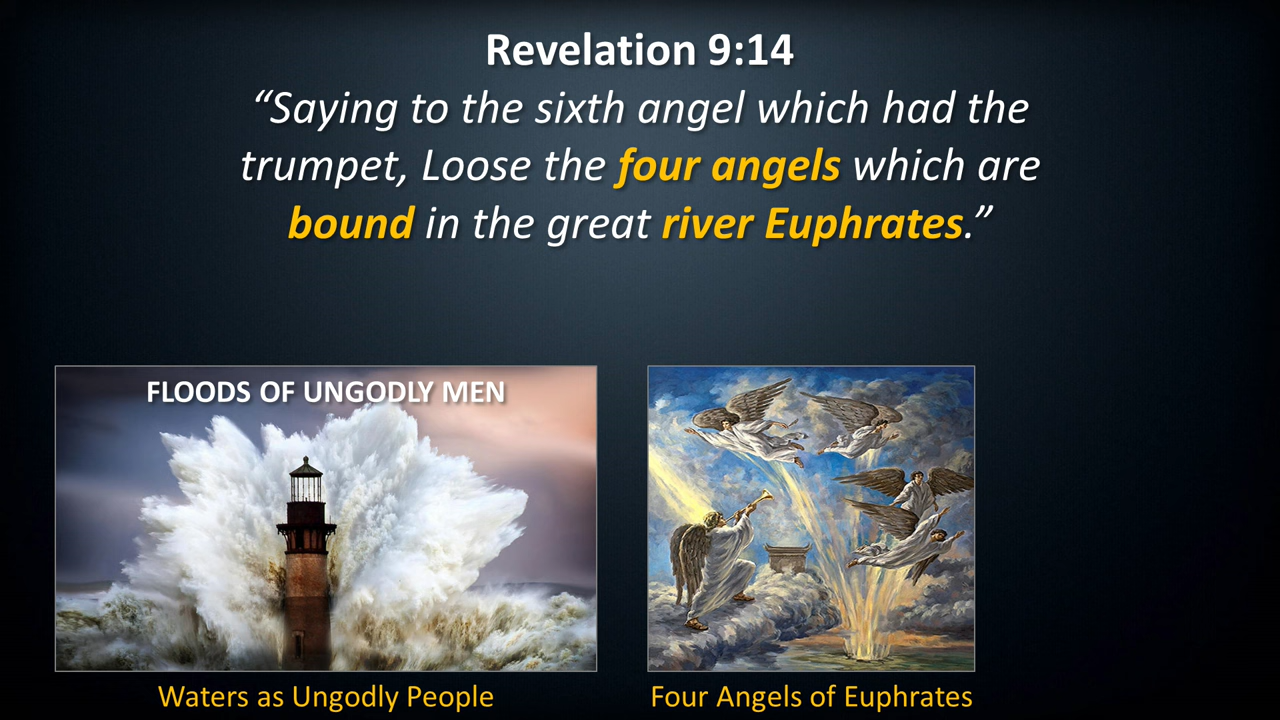 Revelation 9:14
“Saying to the sixth angel which had the
trumpet, Loose the four angels which are
bound in the great river Euphrates.”
FLOODS OF UNGODLY MEN
Waters as Ungodly People
Four Angels of Euphrates